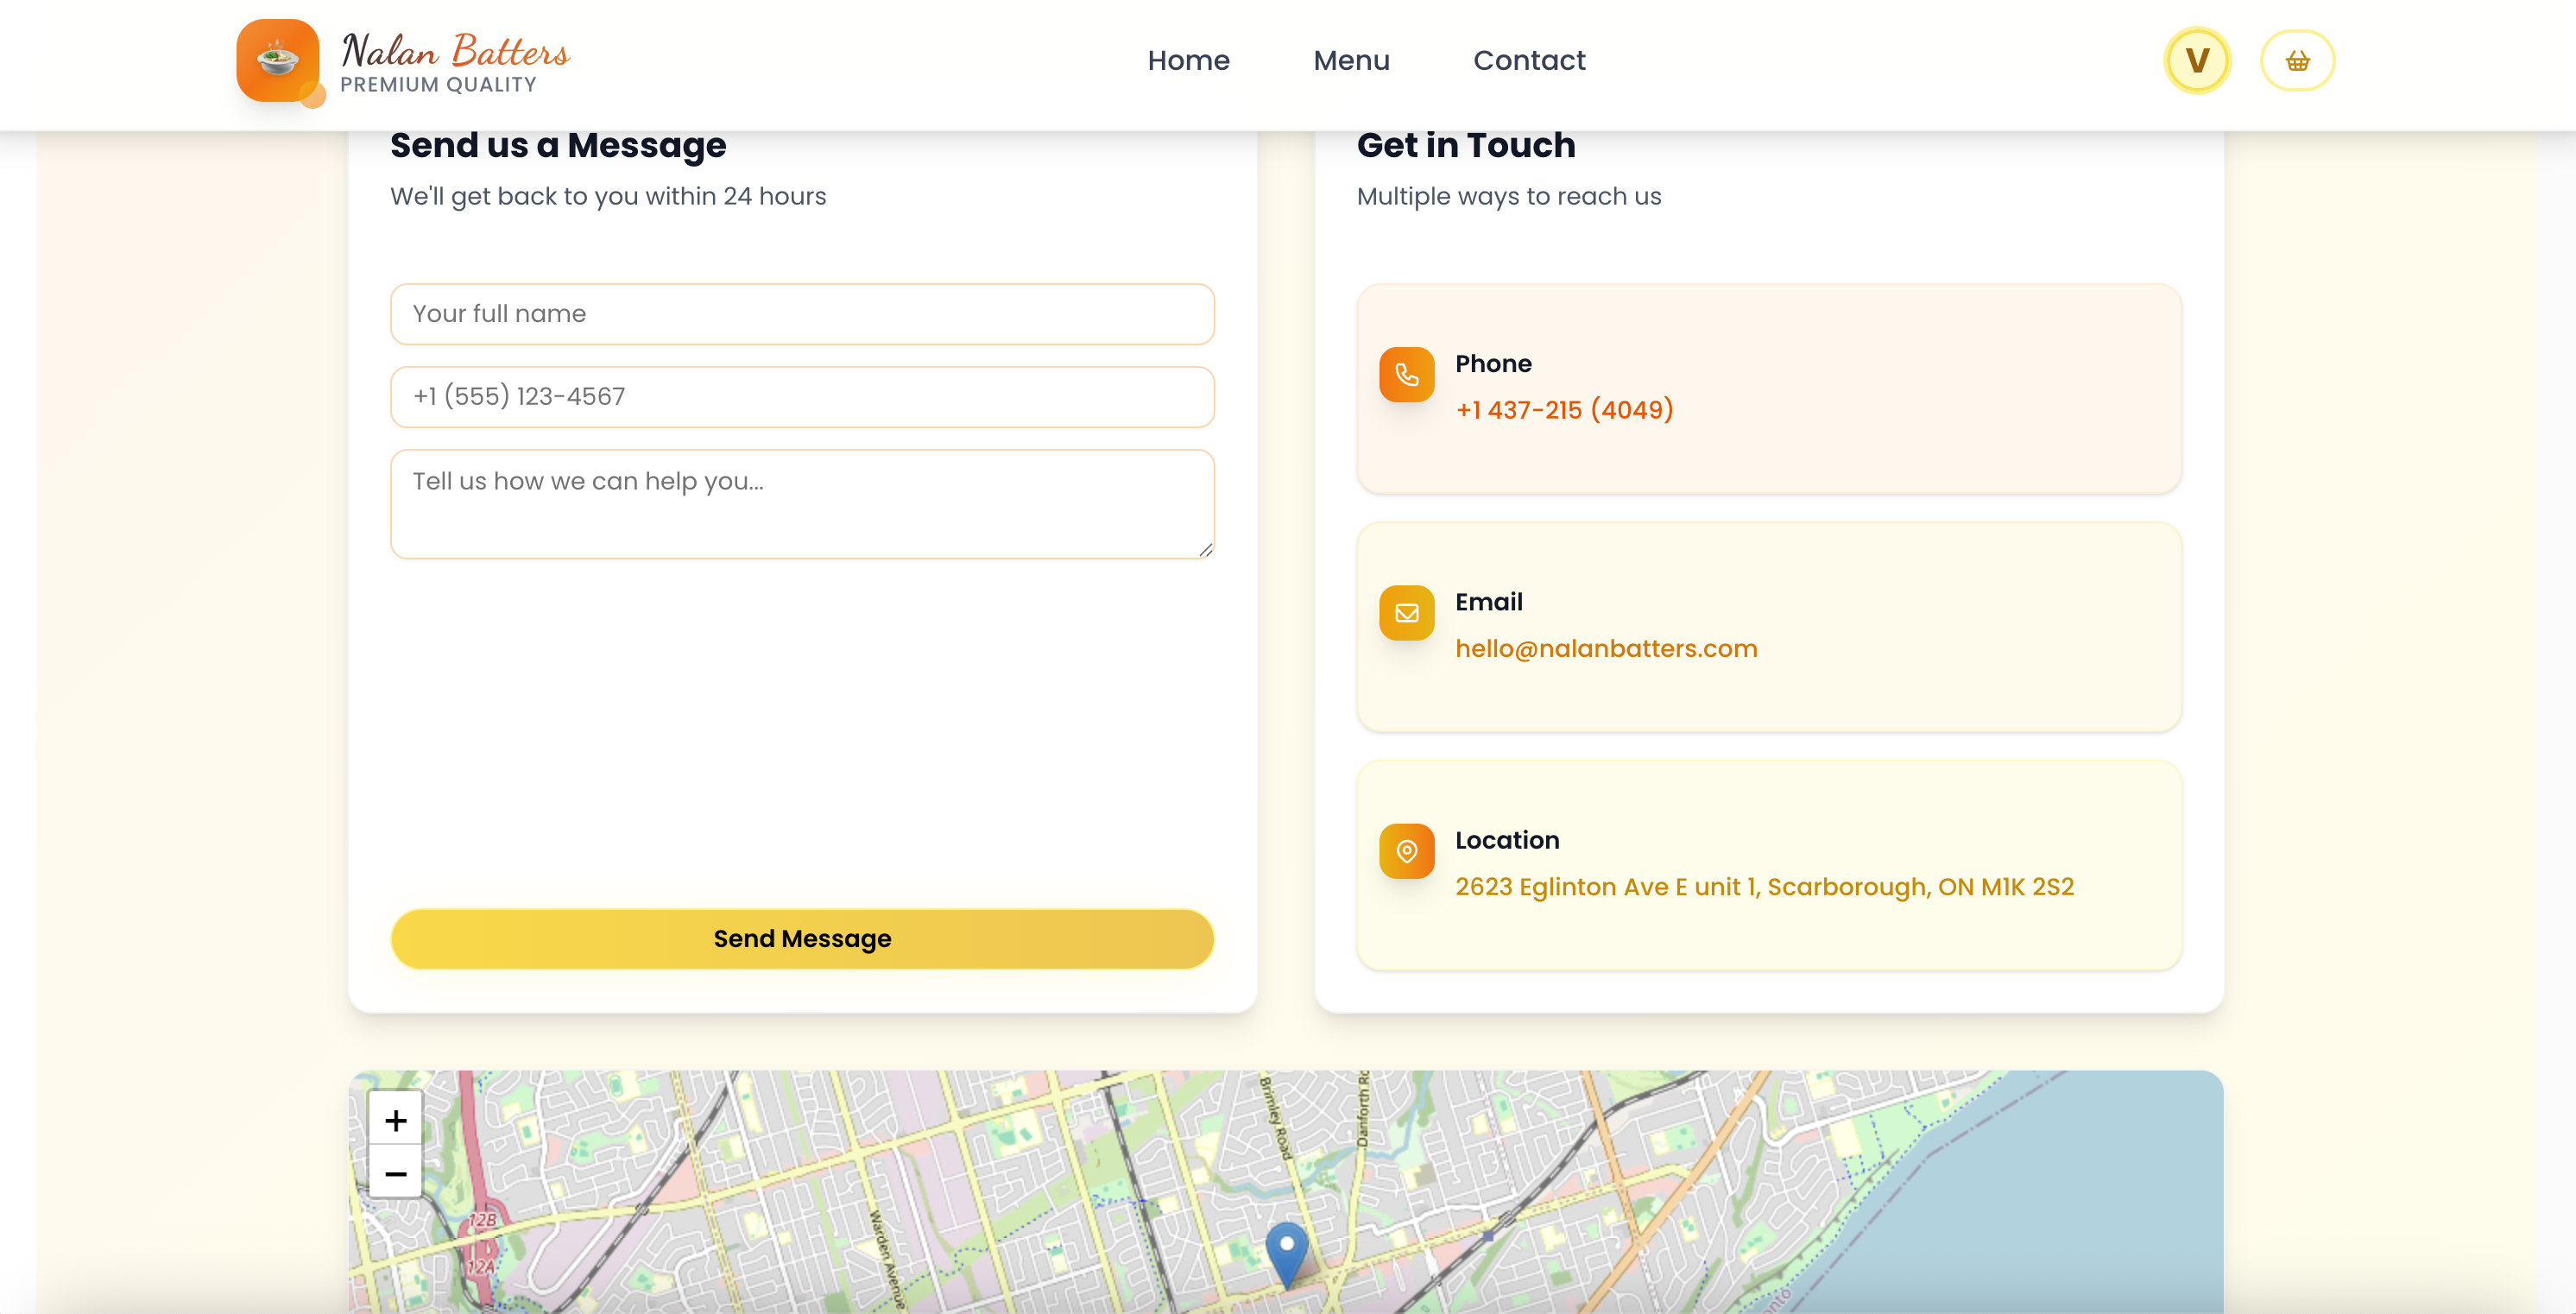 Nalan Batters
PREMIUM QUALITY
Home
Menu
Contact
V
Send us a Message
We'll get back to you within 24 hours
Your full name
+1 (555) 123-4567
Tell us how we can help you...
Send Message
Get in Touch
Multiple ways to reach us
Phone
+1 437-215 (4049)
Email
hello@nalanbatters.com
Location
2623 Eglinton Ave E unit 1, Scarborough, ON M1K 2S2
+
−
Brimley Road
Danforth Ro
12B
12A
Warden Avenue
onto